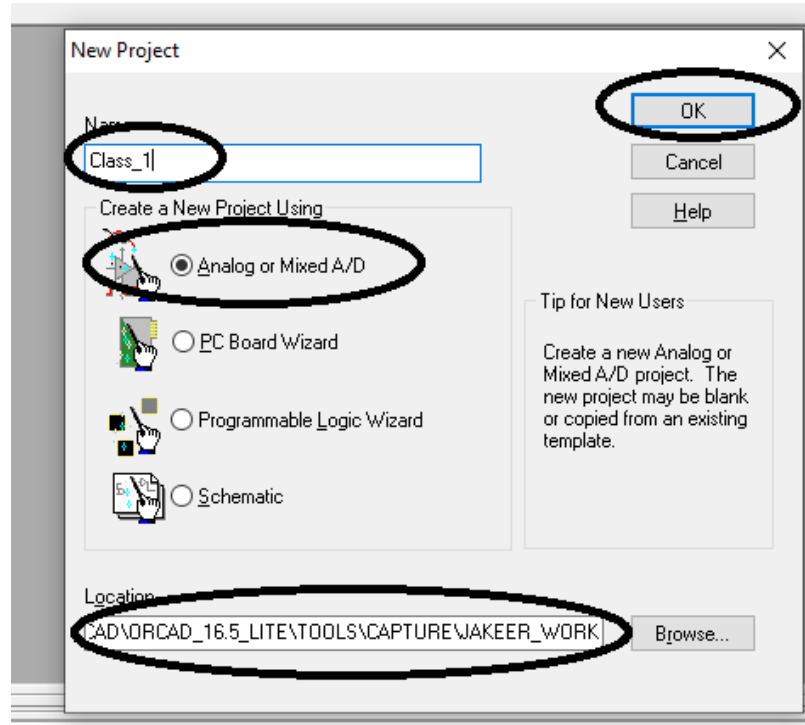 New Project
Name
Class_1
OK
Cancel
Help
Create a New Project Using
Analog or Mixed A/D
PC Board Wizard
Programmable Logic Wizard
Schematic
Tip for New Users
Create a new Analog or
Mixed A/D project. The
new project may be blank
or copied from an existing
template.
Location
CAD\ORCAD_16.5_LITE\TOOLS\CAPTURE\JAKEER_WORK
Browse...